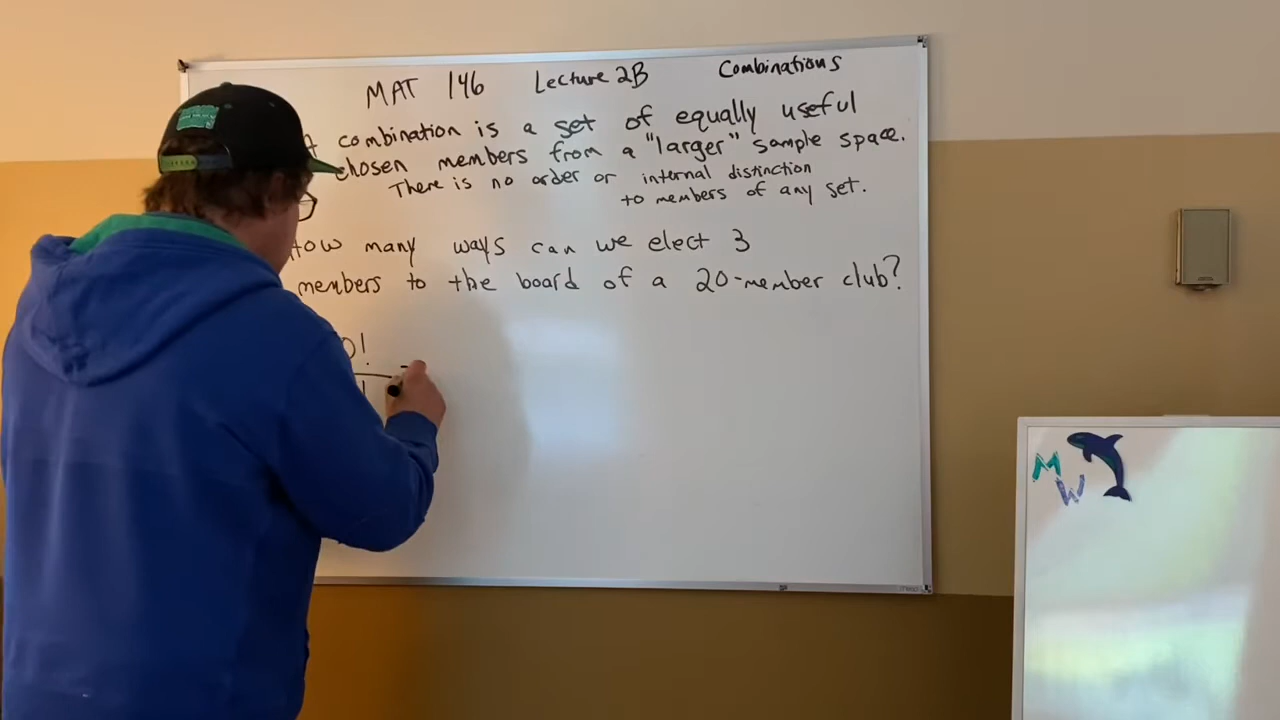 MAT 146 Lecture 2B Combinations
combination is a set of equally useful
chosen members from a "larger" sample space.
There is no order or internal distinction
to members of any set.
How many ways can we elect 3
members to the board of a 20-member club?
0!
M
W